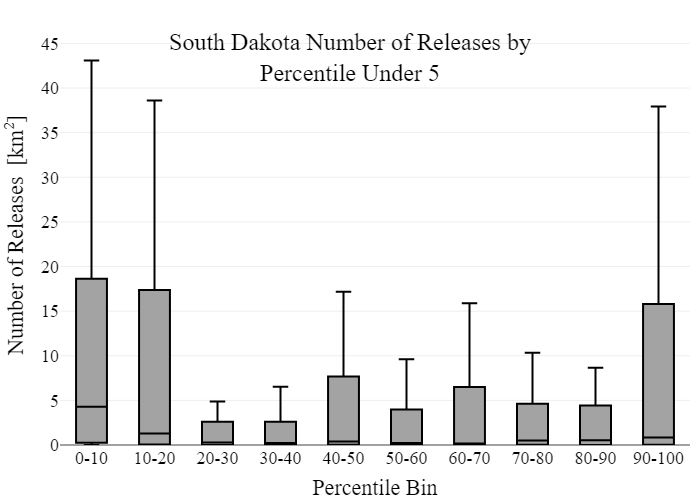 South Dakota Number of Releases by
Percentile Under 5
Number of Releases [km²]
45
40
35
30
25
20
15
10
5
0
0-10 10-20 20-30 30-40 40-50 50-60 60-70 70-80 80-90 90-100
Percentile Bin